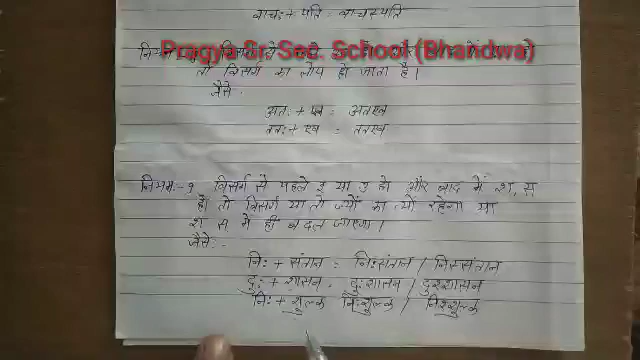 वाचः + पति = वाचस्पति
नियम
Pragya Sr. Sec. School (Bhandwa)
तो विसर्ग का लोप हो जाता है।
जैसे -
अतः + एव = अतएव
ततः + एव = ततएव
नियम:- 9 विसर्ग से पहले इ या उ हो और बाद में श, स
हो तो विसर्ग या तो ज्यों का त्यों रहेगा या
श स में ही बदल जाएगा।
जैसे:-
निः + संतान = निःसंतान / निस्संतान
दुः + शासन - दुःशासन / दुश्शासन
निः + शुल्क निःशुल्क / निश्शुल्क